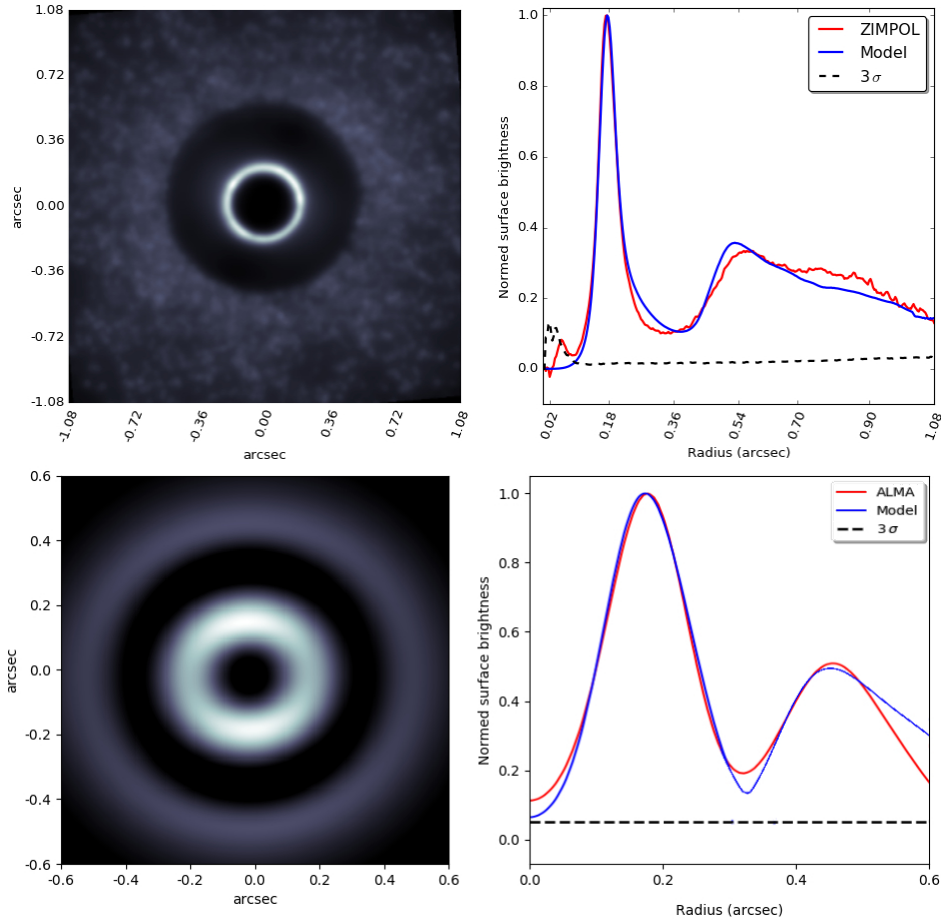 1.08
0.72
0.36
0.00
-0.36
-0.72
-1.08
arcsec
-1.08 -0.72 -0.36 0.00 0.36 0.72 1.08
arcsec
1.0
0.8
0.6
0.4
0.2
0.0
Normed surface brightness
ZIMPOL
Model
3 σ
0.02 0.18 0.36 0.54 0.70 0.90 1.08
Radius (arcsec)
0.6
0.4
0.2
0.0
-0.2
-0.4
-0.6
arcsec
-0.6 -0.4 -0.2 0.0 0.2 0.4 0.6
arcsec
1.0
0.8
0.6
0.4
0.2
0.0
Normed surface brightness
ALMA
Model
3 σ
0.0 0.2 0.4 0.6
Radius (arcsec)